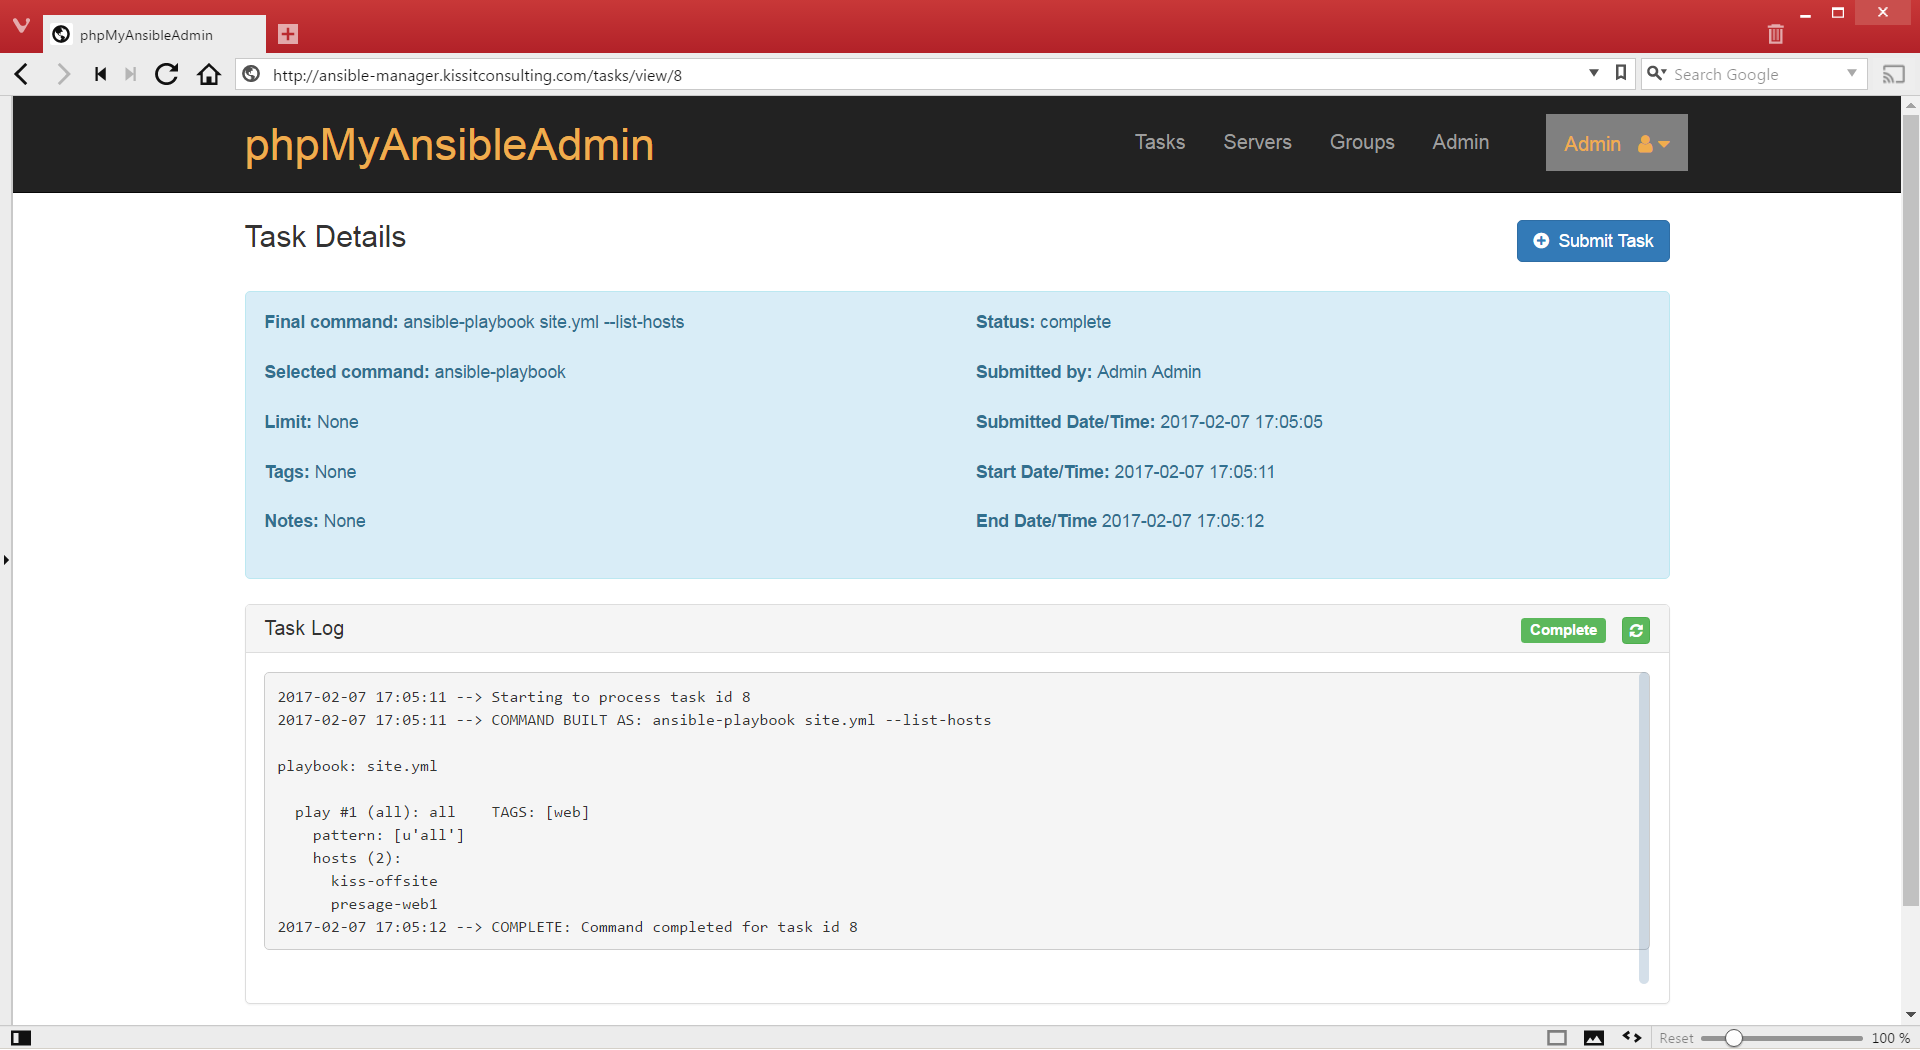 phpMyAnsibleAdmin
http://ansible-manager.kissitconsulting.com/tasks/view/8
Search Google
phpMyAnsibleAdmin
Tasks Servers Groups Admin Admin
Task Details
Submit Task
Final command: ansible-playbook site.yml --list-hosts
Status: complete
Selected command: ansible-playbook
Submitted by: Admin Admin
Limit: None
Submitted Date/Time: 2017-02-07 17:05:05
Tags: None
Start Date/Time: 2017-02-07 17:05:11
Notes: None
End Date/Time 2017-02-07 17:05:12
Task Log
Complete
2017-02-07 17:05:11 --> Starting to process task id 8
2017-02-07 17:05:11 --> COMMAND BUILT AS: ansible-playbook site.yml --list-hosts
playbook: site.yml
play #1 (all): all    TAGS: [web]
pattern: [u'all']
hosts (2):
kiss-offsite
presage-web1
2017-02-07 17:05:12 --> COMPLETE: Command completed for task id 8
Reset 100 %